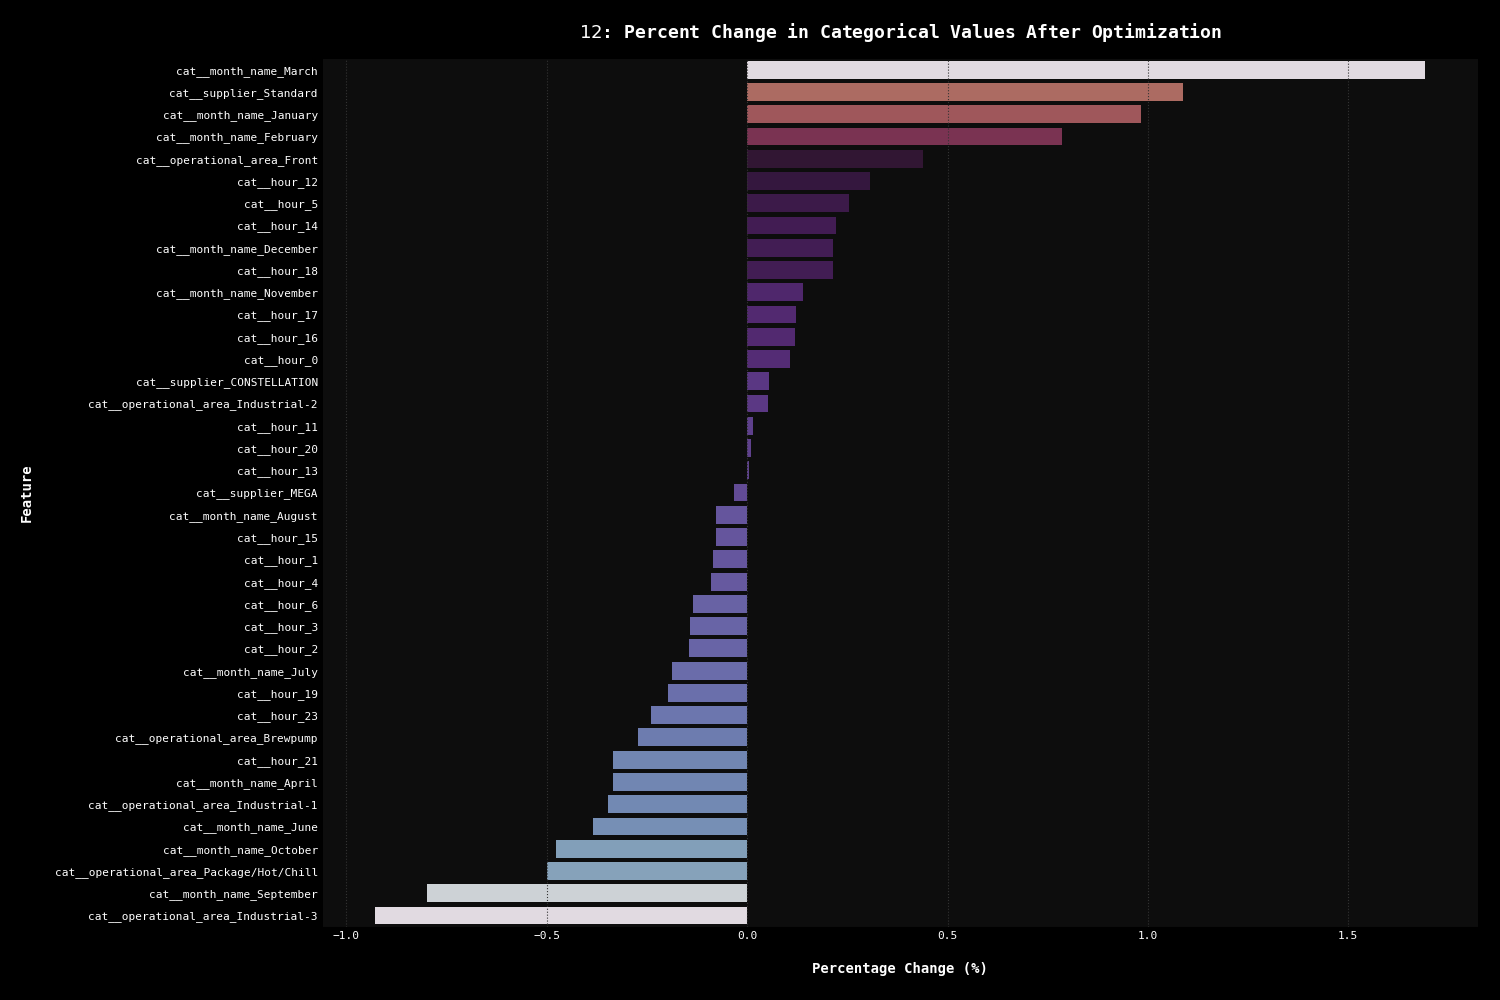 12: Percent Change in Categorical Values After Optimization
cat__month_name_March
cat__supplier_Standard
cat__month_name_January
cat__month_name_February
cat__operational_area_Front
cat__hour_12
cat__hour_5
cat__hour_14
cat__month_name_December
cat__hour_18
cat__month_name_November
cat__hour_17
cat__hour_16
cat__hour_0
cat__supplier_CONSTELLATION
cat__operational_area_Industrial-2
cat__hour_11
cat__hour_20
cat__hour_13
cat__supplier_MEGA
cat__month_name_August
cat__hour_15
cat__hour_1
cat__hour_4
cat__hour_6
cat__hour_3
cat__hour_2
cat__month_name_July
cat__hour_19
cat__hour_23
cat__operational_area_Brewpump
cat__hour_21
cat__month_name_April
cat__operational_area_Industrial-1
cat__month_name_June
cat__month_name_October
cat__operational_area_Package/Hot/Chill
cat__month_name_September
cat__operational_area_Industrial-3
Feature
−1.0 −0.5 0.0 0.5 1.0 1.5
Percentage Change (%)